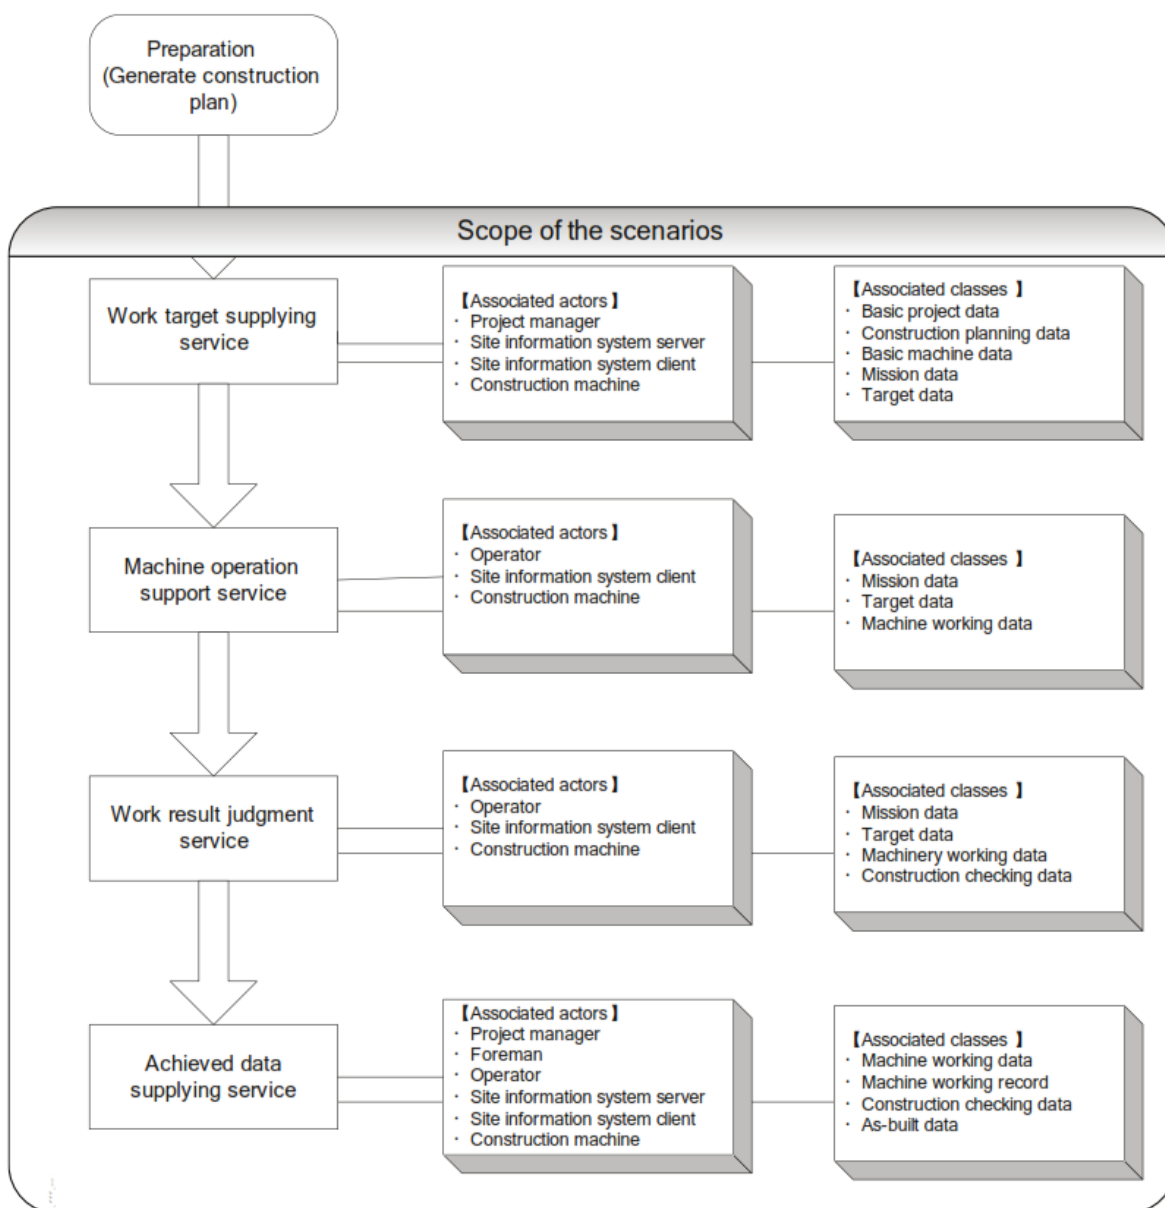 Preparation
(Generate construction
plan)
Scope of the scenarios
Work target supplying
service
【Associated actors】
· Project manager
· Site information system server
· Site information system client
· Construction machine
【Associated classes 】
· Basic project data
· Construction planning data
· Basic machine data
· Mission data
· Target data
Machine operation
support service
【Associated actors】
· Operator
· Site information system client
· Construction machine
【Associated classes 】
· Mission data
· Target data
· Machine working data
Work result judgment
service
【Associated actors】
· Operator
· Site information system client
· Construction machine
【Associated classes 】
· Mission data
· Target data
· Machinery working data
· Construction checking data
Achieved data
supplying service
【Associated actors】
· Project manager
· Foreman
· Operator
· Site information system server
· Site information system client
· Construction machine
【Associated classes 】
· Machine working data
· Machine working record
· Construction checking data
· As-built data